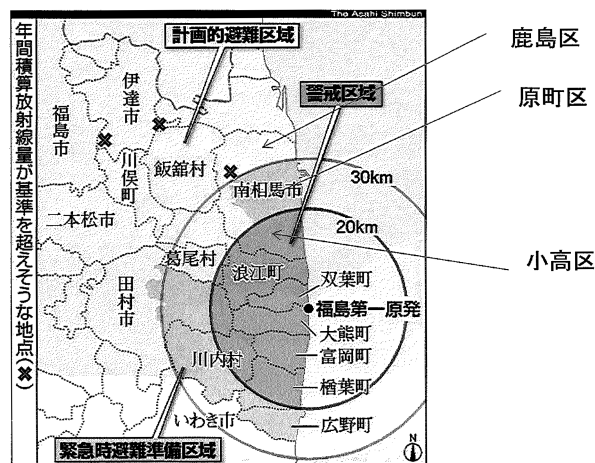 The Asahi Shimbun
年間積算放射線量が基準を超えそうな地点(✖)
計画的避難区域
鹿島区
伊達市
警戒区域
原町区
福島市
川俣町
飯舘村
南相馬市
30km
二本松市
20km
小高区
葛尾村
浪江町
双葉町
田村市
福島第一原発
大熊町
川内村
富岡町
楢葉町
いわき市
広野町
緊急時避難準備区域
N